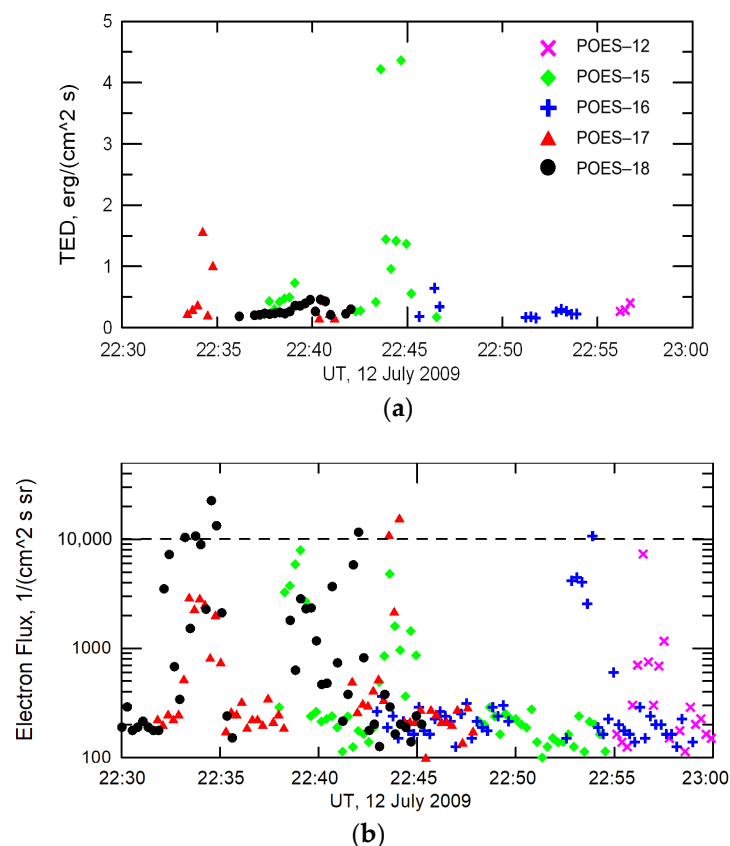 TED, erg/(cm^2 s)
5
4
3
2
1
0
POES–12
POES–15
POES–16
POES–17
POES–18
22:30 22:35 22:40 22:45 22:50 22:55 23:00
UT, 12 July 2009
(a)
Electron Flux, 1/(cm^2 s sr)
10,000
1000
100
22:30 22:35 22:40 22:45 22:50 22:55 23:00
UT, 12 July 2009
(b)